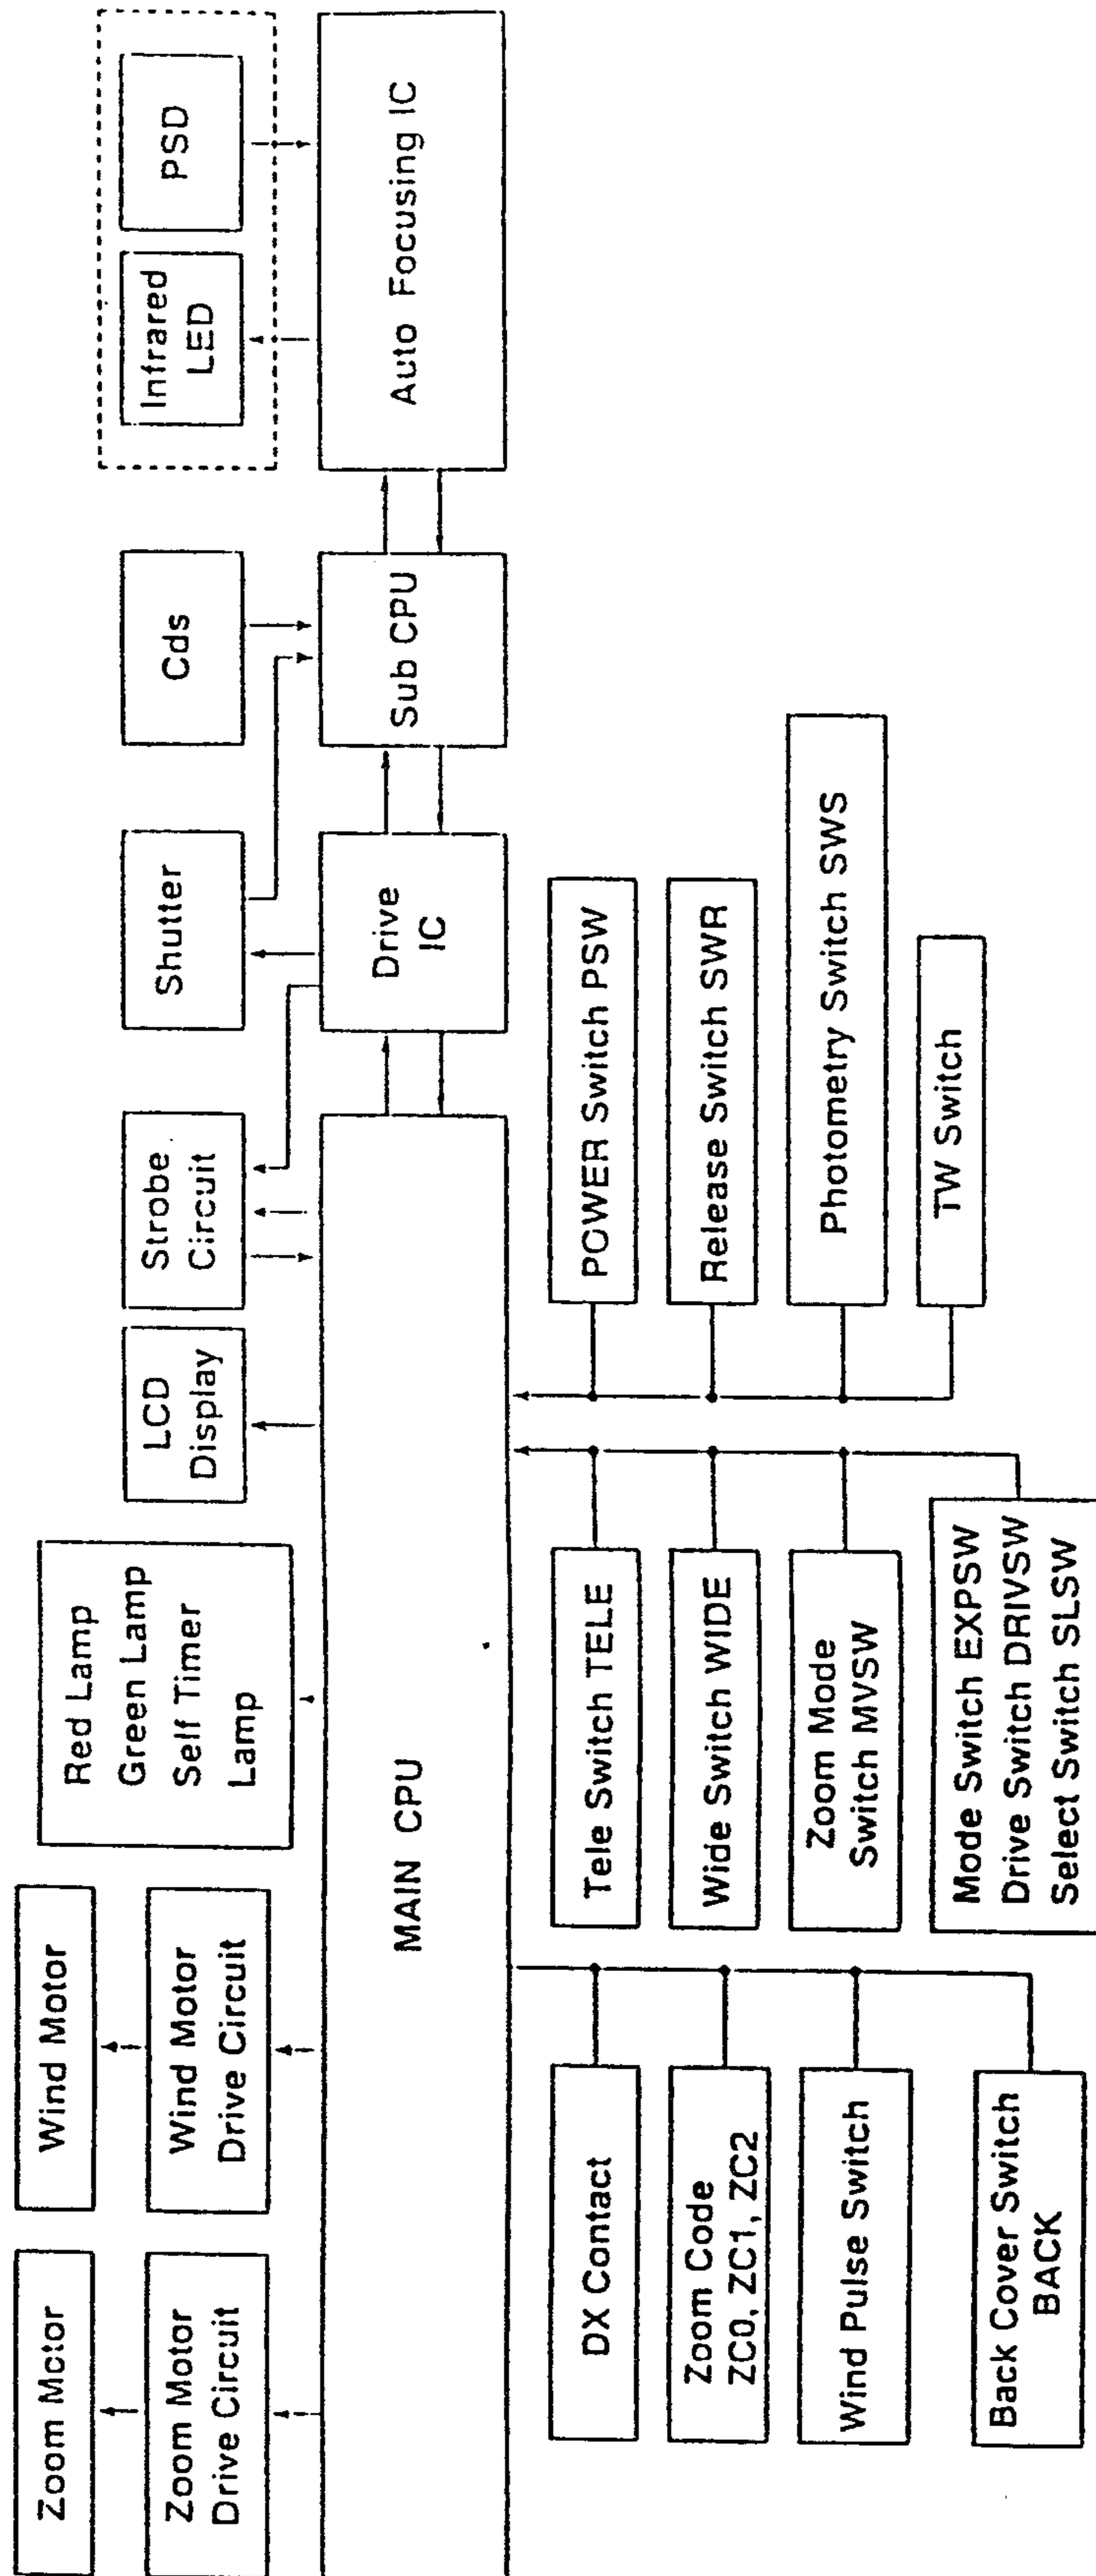 Zoom Motor
Wind Motor
Red Lamp
Green Lamp
Self Timer
Lamp
Zoom Motor
Drive Circuit
Wind Motor
Drive Circuit
LCD
Display
Strobe
Circuit
Shutter
Cds
Infrared
LED
PSD
MAIN CPU
Drive
IC
Sub CPU
Auto Focusing IC
DX Contact
Zoom Code
ZC0, ZC1, ZC2
Wind Pulse Switch
Back Cover Switch
BACK
Tele Switch TELE
Wide Switch WIDE
Zoom Mode
Switch MVSW
Mode Switch EXPSW
Drive Switch DRIVSW
Select Switch SLSW
POWER Switch PSW
Release Switch SWR
Photometry Switch SWS
TW Switch